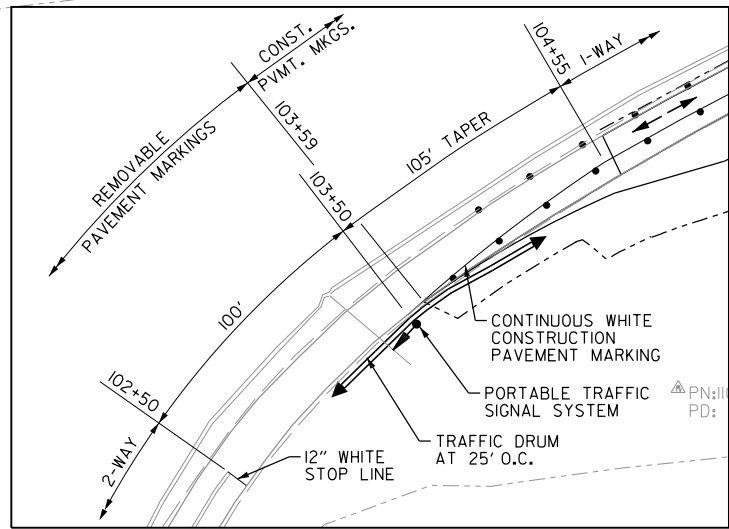 CONST.
PVMT. MKGS.
104+55
1-WAY
REMOVABLE
PAVEMENT MARKINGS
103+59
105' TAPER
103+50
100'
CONTINUOUS WHITE
CONSTRUCTION
PAVEMENT MARKING
102+50
PORTABLE TRAFFIC
SIGNAL SYSTEM
PN:
PD:
2-WAY
12" WHITE
STOP LINE
TRAFFIC DRUM
AT 25' O.C.